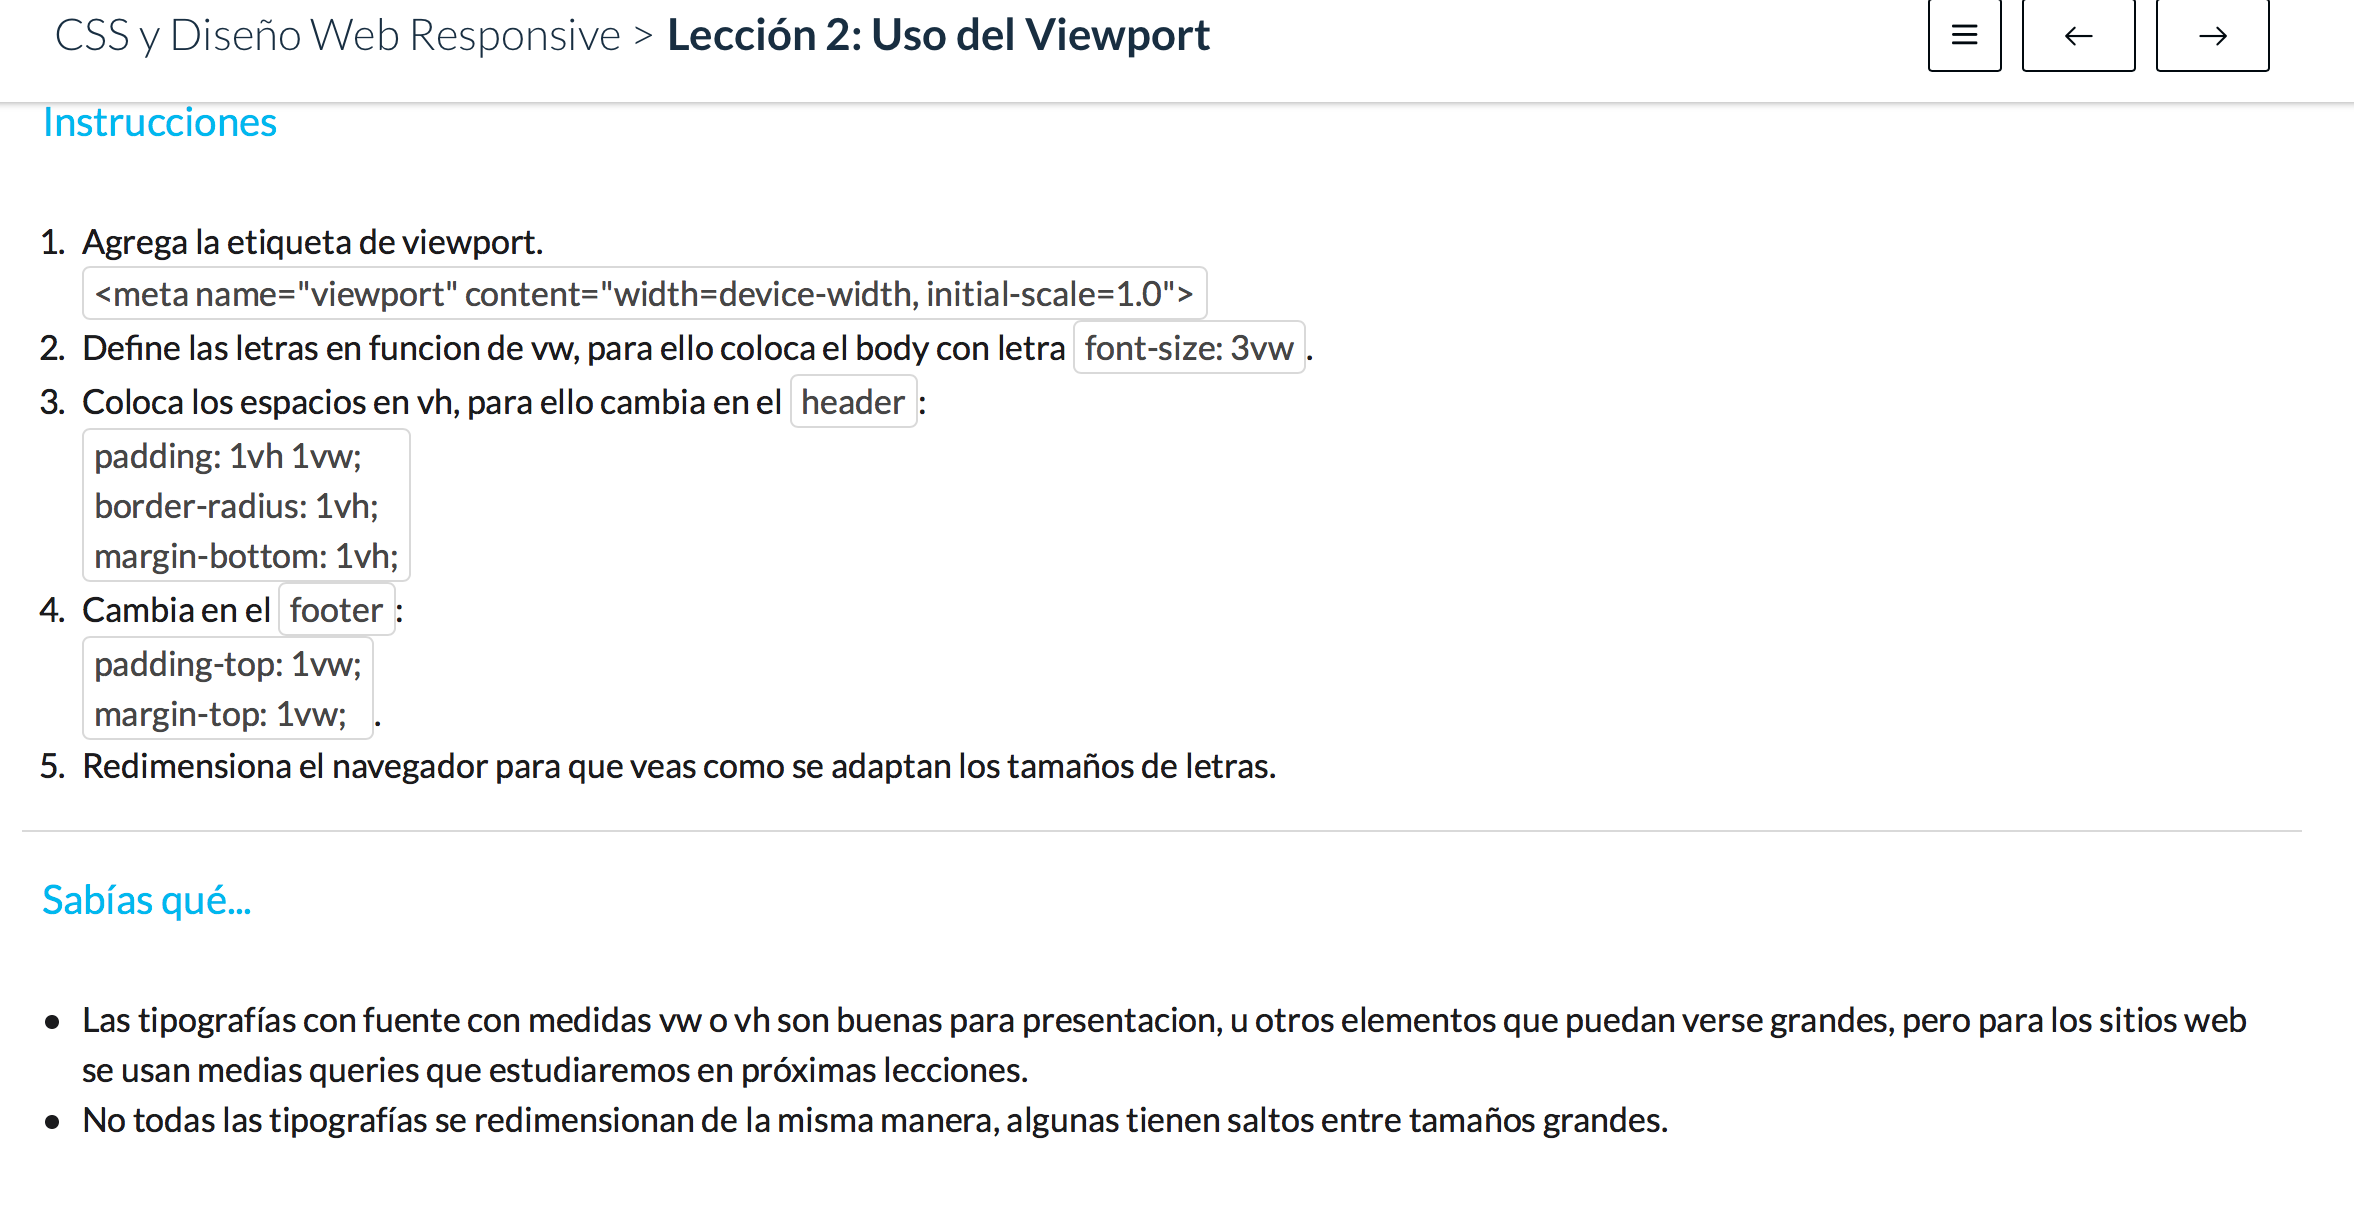 CSS y Diseño Web Responsive > Lección 2: Uso del Viewport
Instrucciones
1. Agrega la etiqueta de viewport.
<meta name="viewport" content="width=device-width, initial-scale=1.0">
2. Define las letras en funcion de vw, para ello coloca el body con letra font-size: 3vw .
3. Coloca los espacios en vh, para ello cambia en el header :
padding: 1vh 1vw;
border-radius: 1vh;
margin-bottom: 1vh;
4. Cambia en el footer :
padding-top: 1vw;
margin-top: 1vw; .
5. Redimensiona el navegador para que veas como se adaptan los tamaños de letras.
Sabías qué...
• Las tipografías con fuente con medidas vw o vh son buenas para presentacion, u otros elementos que puedan verse grandes, pero para los sitios web
se usan medias queries que estudiaremos en próximas lecciones.
• No todas las tipografías se redimensionan de la misma manera, algunas tienen saltos entre tamaños grandes.